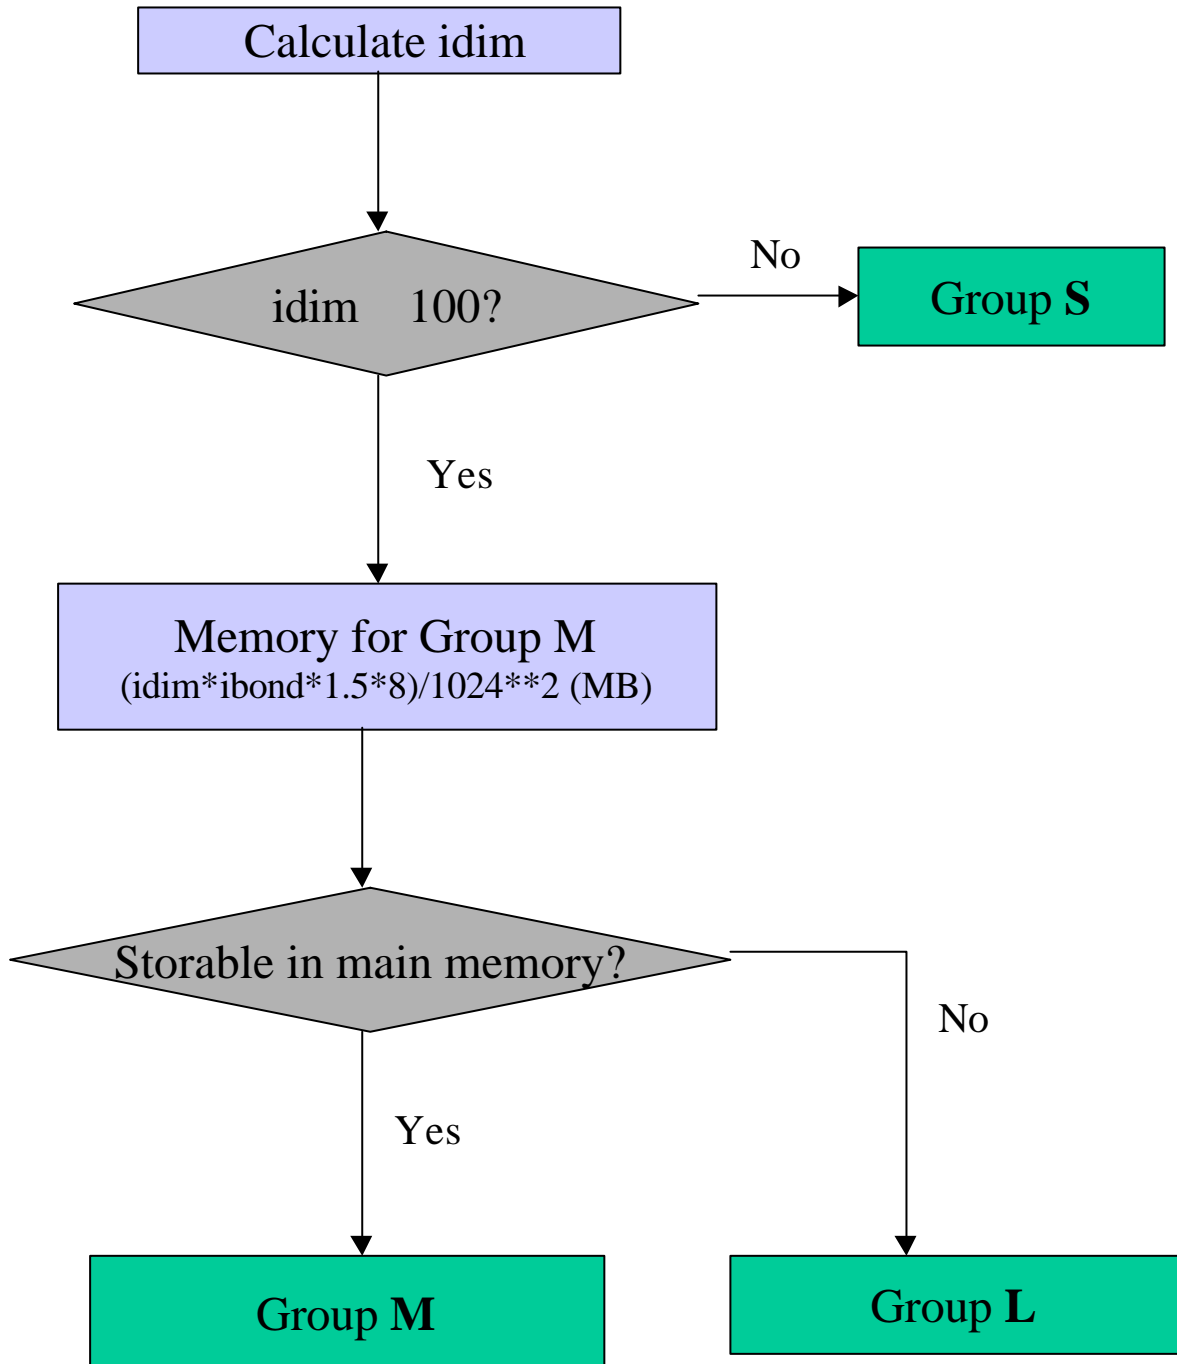 Calculate idim
idim 100?
No
Group S
Yes
Memory for Group M
(idim*ibond*1.5*8)/1024**2 (MB)
Storable in main memory?
No
Yes
Group M
Group L